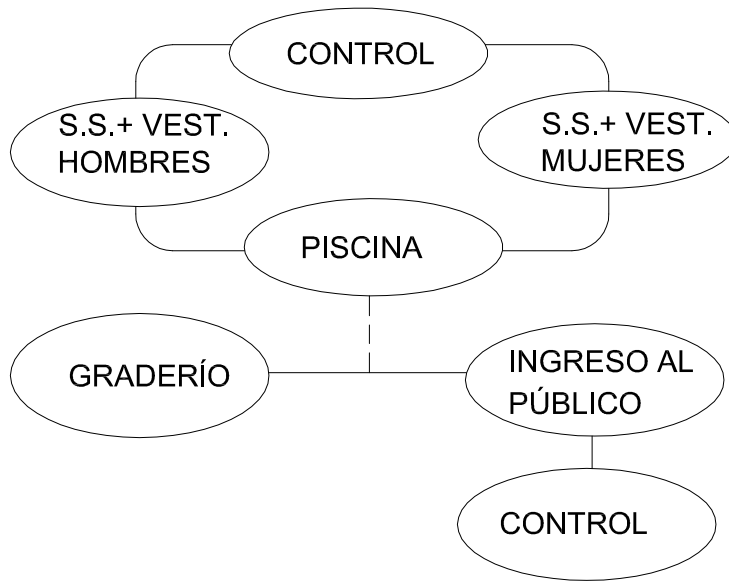 CONTROL
S.S.+ VEST.
HOMBRES
S.S.+ VEST.
MUJERES
PISCINA
GRADERÍO
INGRESO AL
PÚBLICO
CONTROL